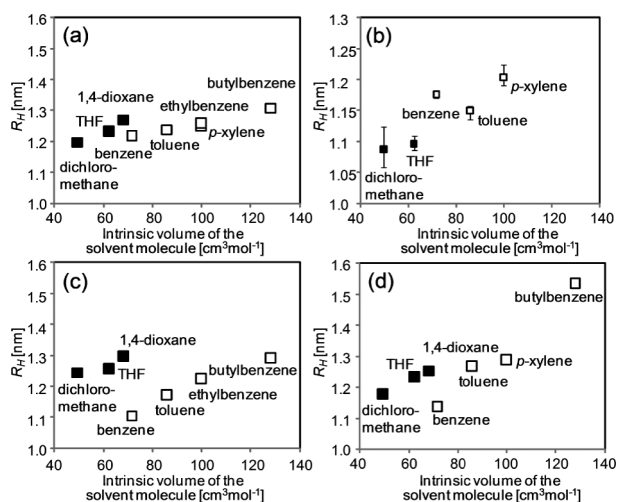 (a)
1.6
1.5
1.4
1.3
1.2
1.1
1.0
R_H [nm]
butylbenzene
1,4-dioxane
ethylbenzene
THF
p-xylene
benzene
toluene
dichloro-
methane
40 60 80 100 120 140
Intrinsic volume of the
solvent molecule [cm³mol⁻¹]
(b)
1.3
1.25
1.2
1.15
1.1
1.05
1.0
R_H [nm]
p-xylene
benzene
toluene
THF
dichloro-
methane
40 60 80 100 120 140
Intrinsic volume of the
solvent molecule [cm³mol⁻¹]
(c)
1.6
1.5
1.4
1.3
1.2
1.1
1.0
R_H [nm]
1,4-dioxane
butylbenzene
THF
dichloro-
methane
ethylbenzene
toluene
benzene
40 60 80 100 120 140
Intrinsic volume of the
solvent molecule [cm³mol⁻¹]
(d)
1.6
1.5
1.4
1.3
1.2
1.1
1.0
R_H [nm]
butylbenzene
1,4-dioxane
THF
p-xylene
toluene
dichloro-
methane
benzene
40 60 80 100 120 140
Intrinsic volume of the
solvent molecule [cm³mol⁻¹]